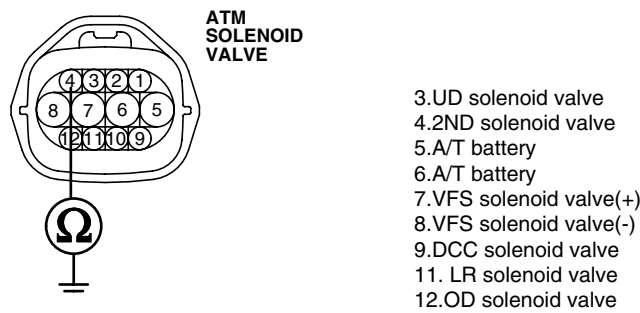 ATM
SOLENOID
VALVE
4 3 2 1
8 7 6 5
12 11 10 9
Ω
3.UD solenoid valve
4.2ND solenoid valve
5.A/T battery
6.A/T battery
7.VFS solenoid valve(+)
8.VFS solenoid valve(-)
9.DCC solenoid valve
11. LR solenoid valve
12.OD solenoid valve